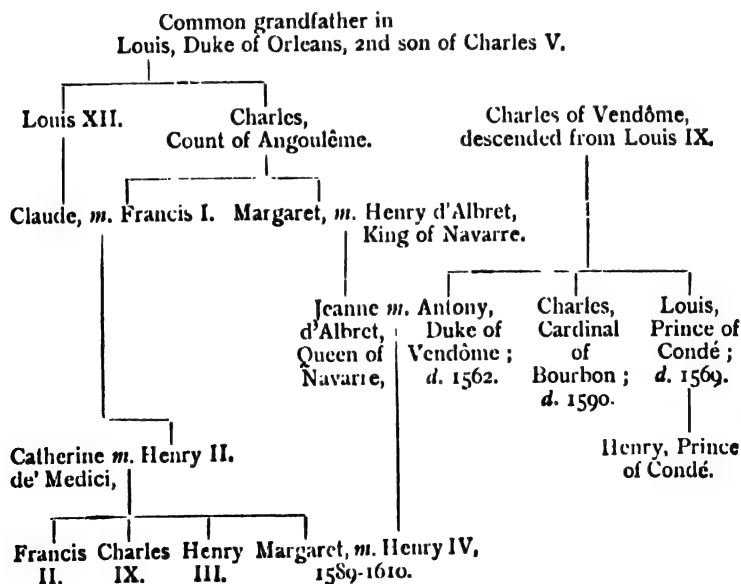 Common grandfather in
Louis, Duke of Orleans, 2nd son of Charles V.
Louis XII.
Charles,
Count of Angoulême.
Charles of Vendôme,
descended from Louis IX.
Claude, m. Francis I.
Margaret, m. Henry d'Albret,
King of Navarre.
Jeanne m. Antony,
d'Albret, Duke of
Queen of Vendôme;
Navarre, d. 1562.
Charles,
Cardinal
of
Bourbon;
d. 1590.
Louis,
Prince of
Condé;
d. 1569.
Henry, Prince
of Condé.
Catherine m. Henry II.
de' Medici,
Francis
II.
Charles
IX.
Henry
III.
Margaret, m. Henry IV,
1589-1610.